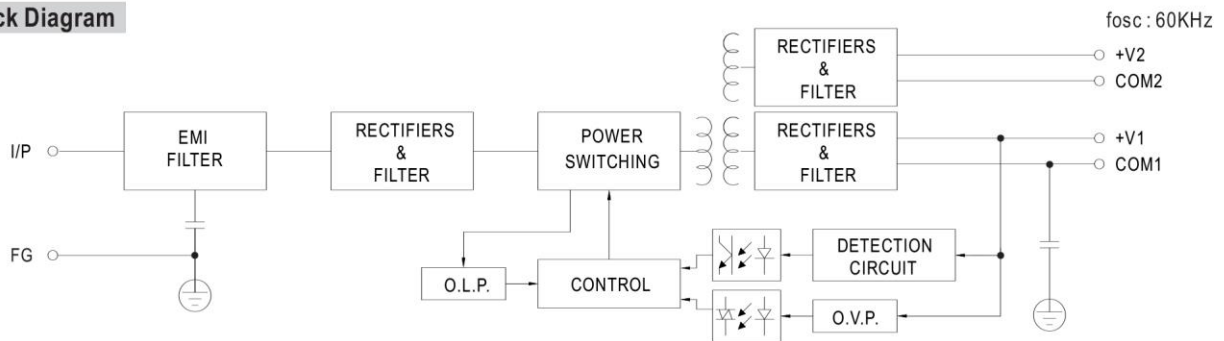 ck Diagram
fosc : 60KHz
RECTIFIERS
&
FILTER
+V2
COM2
I/P
EMI
FILTER
RECTIFIERS
&
FILTER
POWER
SWITCHING
RECTIFIERS
&
FILTER
+V1
COM1
FG
O.L.P.
CONTROL
DETECTION
CIRCUIT
O.V.P.